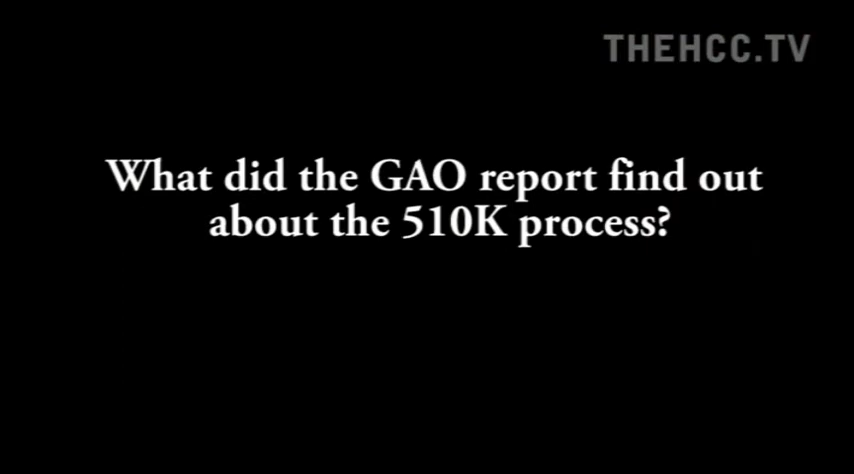 THEHCC.TV
What did the GAO report find out
about the 510K process?